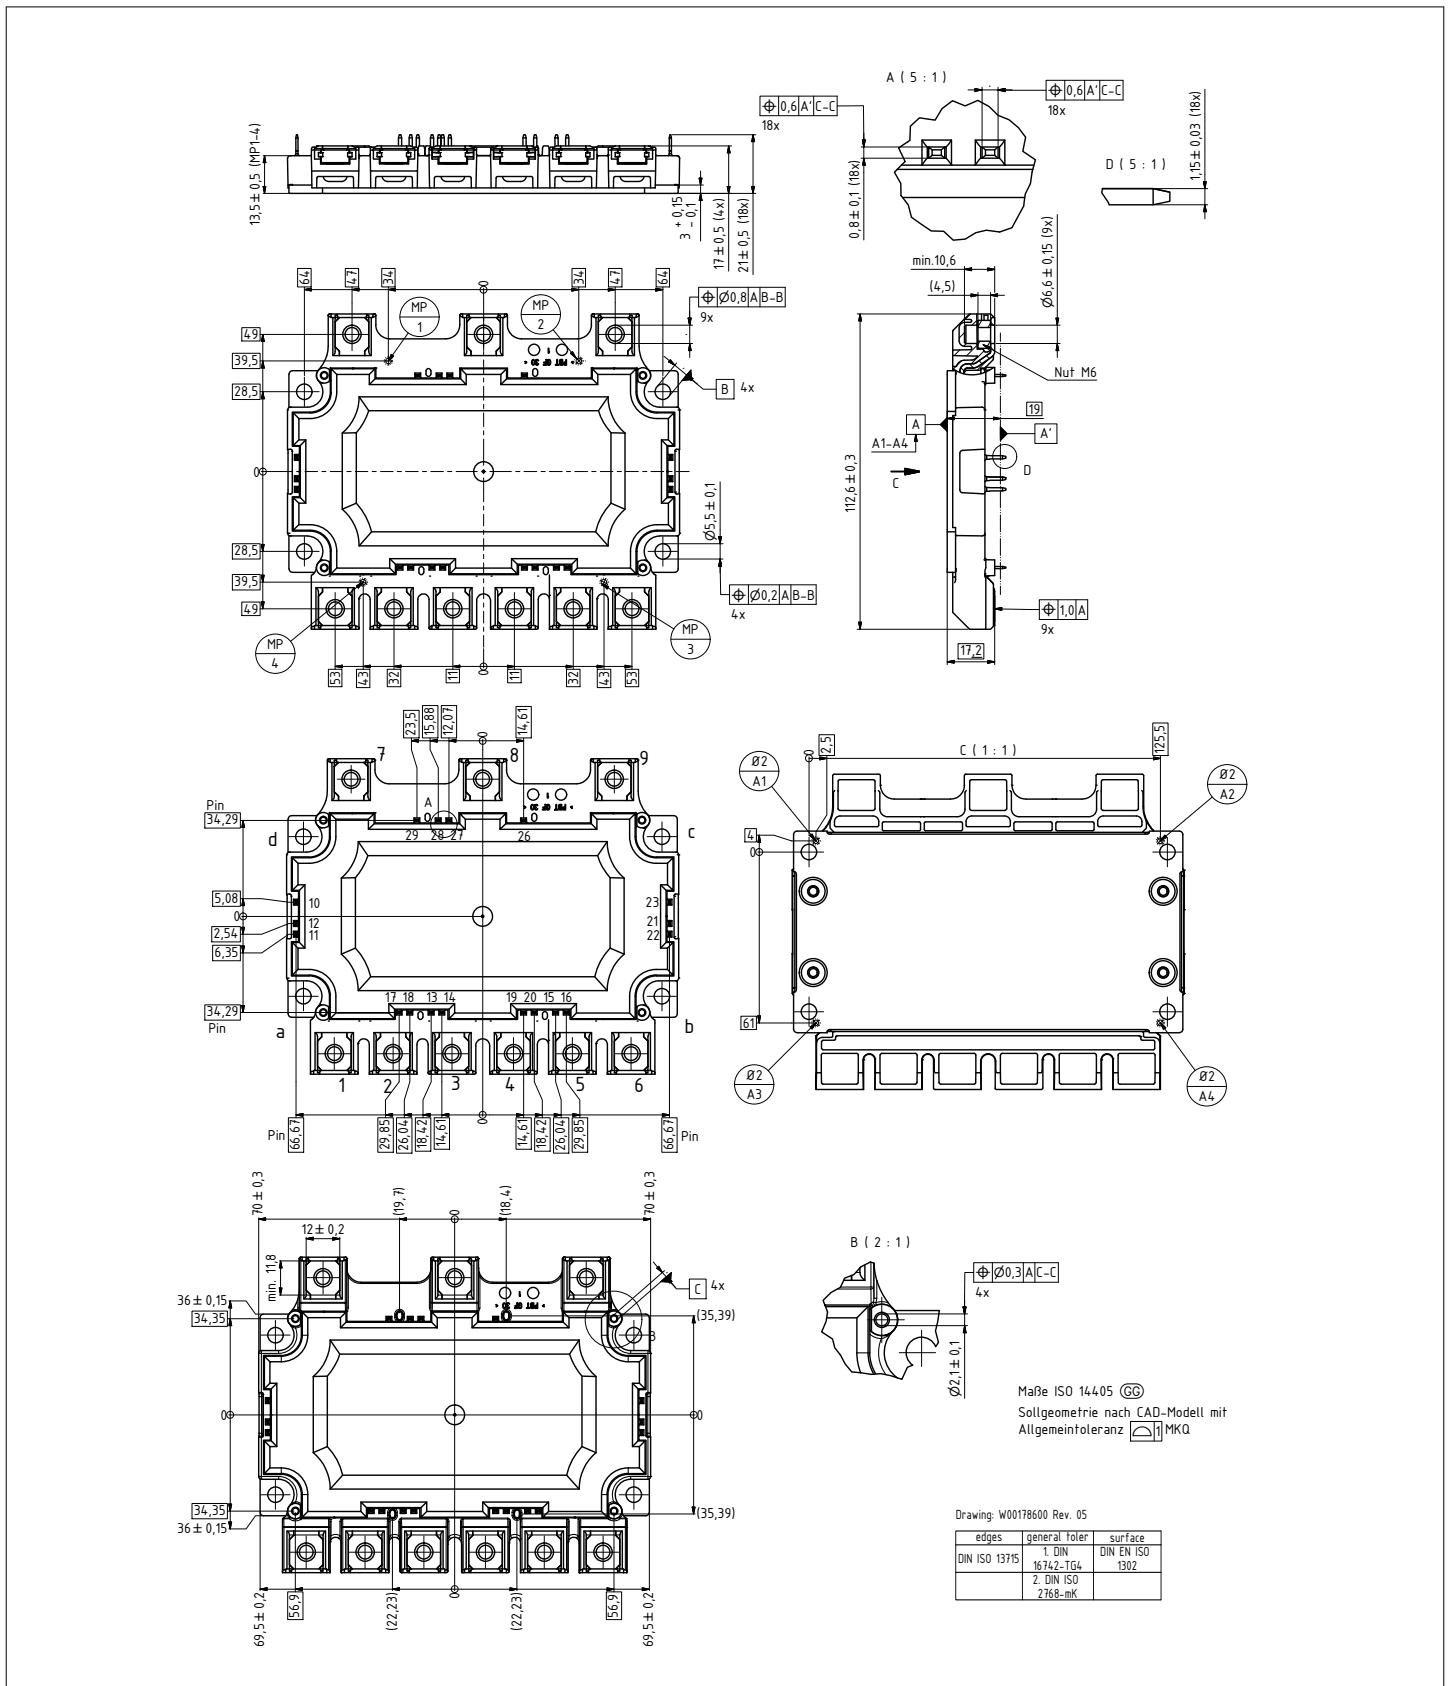 A ( 5 : 1 )
0,6 A' C-C
18x
0,6 A' C-C
18x
0,8 ± 0,1 (18x)
D ( 5 : 1 )
1,15 ± 0,03 (18x)
13,5 ± 0,5 (MP1-4)
3 + 0,15
- 0,1
17 ± 0,5 (4x)
21 ± 0,5 (18x)
64
47
34
0
34
47
64
MP
1
MP
2
Ø0,8 A B-B
9x
49
39,5
28,5
0
28,5
39,5
49
PBT GF 30
1
B 4x
Ø5,5 ± 0,1
Ø0,2 A B-B
4x
MP
4
MP
3
53
43
32
11
0
11
32
43
53
min.10,6
(4,5)
Ø6,6 ± 0,15 (9x)
Nut M6
19
A
A'
A1-A4
C
D
112,6 ± 0,3
1,0 A
9x
17,2
23,5
15,88
12,07
0
14,61
7
8
9
Pin
34,29
A
PBT GF 30
1
d
c
29
28
27
26
5,08
0
2,54
6,35
10
12
11
23
21
22
34,29
Pin
17
18
13
14
19
20
15
16
a
b
1
2
3
4
5
6
Pin
66,67
29,85
26,04
18,42
14,61
0
14,61
18,42
26,04
29,85
66,67
Pin
C ( 1 : 1 )
0
2,5
125,5
Ø2
A1
Ø2
A2
4
0
61
Ø2
A3
Ø2
A4
70 ± 0,3
(19,7)
0
(18,4)
70 ± 0,3
12 ± 0,2
min. 11,8
PBT GF 30
1
C 4x
36 ± 0,15
34,35
(35,39)
B
0
0
34,35
36 ± 0,15
(35,39)
69,5 ± 0,2
56,9
(22,23)
0
(22,23)
56,9
69,5 ± 0,2
B ( 2 : 1 )
Ø0,3 A C-C
4x
Ø2,1 ± 0,1
Maße ISO 14405 GG
Sollgeometrie nach CAD-Modell mit
Allgemeintoleranz 1 MKQ
Drawing: W00178600 Rev. 05
edges general toler surface
DIN ISO 13715 1. DIN 16742-TG4 DIN EN ISO 1302
2. DIN ISO 2768-mK